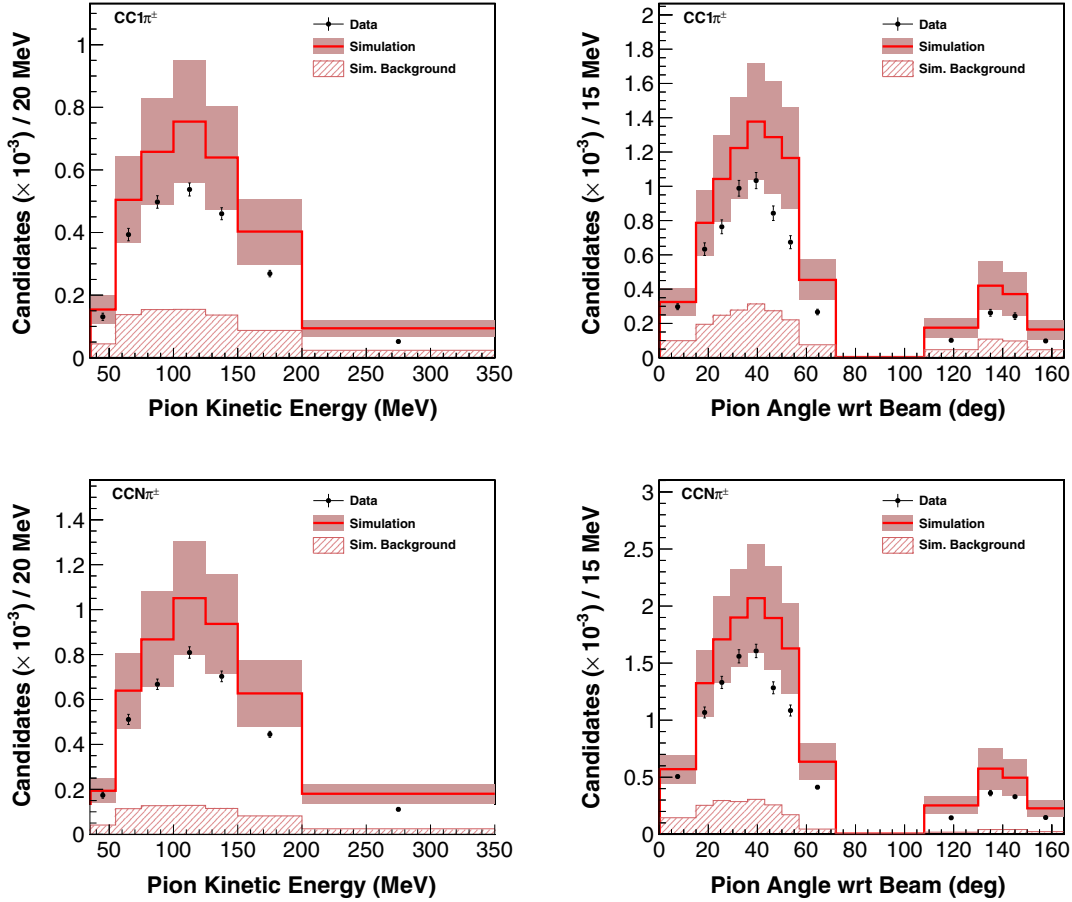 CC1π±
Data
Simulation
Sim. Background
Candidates (× 10-3) / 20 MeV
1
0.8
0.6
0.4
0.2
0
50 100 150 200 250 300 350
Pion Kinetic Energy (MeV)
CC1π±
Data
Simulation
Sim. Background
Candidates (× 10-3) / 15 MeV
2
1.8
1.6
1.4
1.2
1
0.8
0.6
0.4
0.2
0
0 20 40 60 80 100 120 140 160
Pion Angle wrt Beam (deg)
CCNπ±
Data
Simulation
Sim. Background
Candidates (× 10-3) / 20 MeV
1.4
1.2
1
0.8
0.6
0.4
0.2
0
50 100 150 200 250 300 350
Pion Kinetic Energy (MeV)
CCNπ±
Data
Simulation
Sim. Background
Candidates (× 10-3) / 15 MeV
3
2.5
2
1.5
1
0.5
0
0 20 40 60 80 100 120 140 160
Pion Angle wrt Beam (deg)